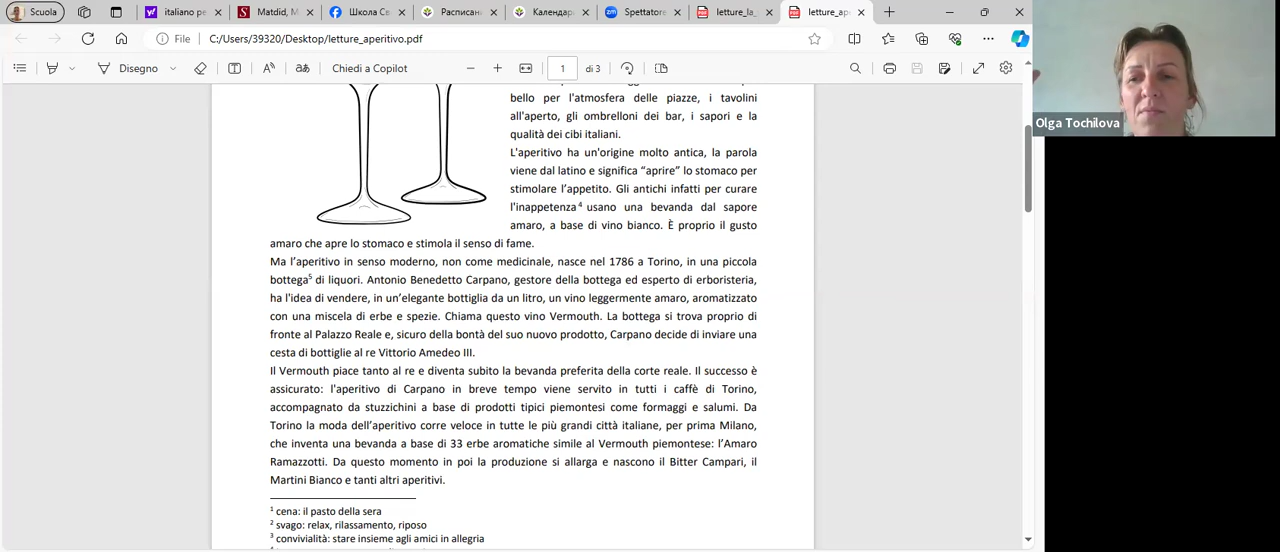 Scuola
italiano pe
Matdid, M
Школа Се
Расписан
Календар
Spettatore
letture_la_
letture_ape
File
C:/Users/39320/Desktop/letture_aperitivo.pdf
Disegno
Chiedi a Copilot
1
di 3
bello per l'atmosfera delle piazze, i tavolini
all'aperto, gli ombrelloni dei bar, i sapori e la
qualità dei cibi italiani.
L'aperitivo ha un'origine molto antica, la parola
viene dal latino e significa "aprire" lo stomaco per
stimolare l'appetito. Gli antichi infatti per curare
l'inappetenza⁴ usano una bevanda dal sapore
amaro, a base di vino bianco. È proprio il gusto
amaro che apre lo stomaco e stimola il senso di fame.
Ma l'aperitivo in senso moderno, non come medicinale, nasce nel 1786 a Torino, in una piccola
bottega⁵ di liquori. Antonio Benedetto Carpano, gestore della bottega ed esperto di erboristeria,
ha l'idea di vendere, in un'elegante bottiglia da un litro, un vino leggermente amaro, aromatizzato
con una miscela di erbe e spezie. Chiama questo vino Vermouth. La bottega si trova proprio di
fronte al Palazzo Reale e, sicuro della bontà del suo nuovo prodotto, Carpano decide di inviare una
cesta di bottiglie al re Vittorio Amedeo III.
Il Vermouth piace tanto al re e diventa subito la bevanda preferita della corte reale. Il successo è
assicurato: l'aperitivo di Carpano in breve tempo viene servito in tutti i caffè di Torino,
accompagnato da stuzzichini a base di prodotti tipici piemontesi come formaggi e salumi. Da
Torino la moda dell'aperitivo corre veloce in tutte le più grandi città italiane, per prima Milano,
che inventa una bevanda a base di 33 erbe aromatiche simile al Vermouth piemontese: l'Amaro
Ramazzotti. Da questo momento in poi la produzione si allarga e nascono il Bitter Campari, il
Martini Bianco e tanti altri aperitivi.
¹ cena: il pasto della sera
² svago: relax, rilassamento, riposo
³ convivialità: stare insieme agli amici in allegria
Olga Tochilova